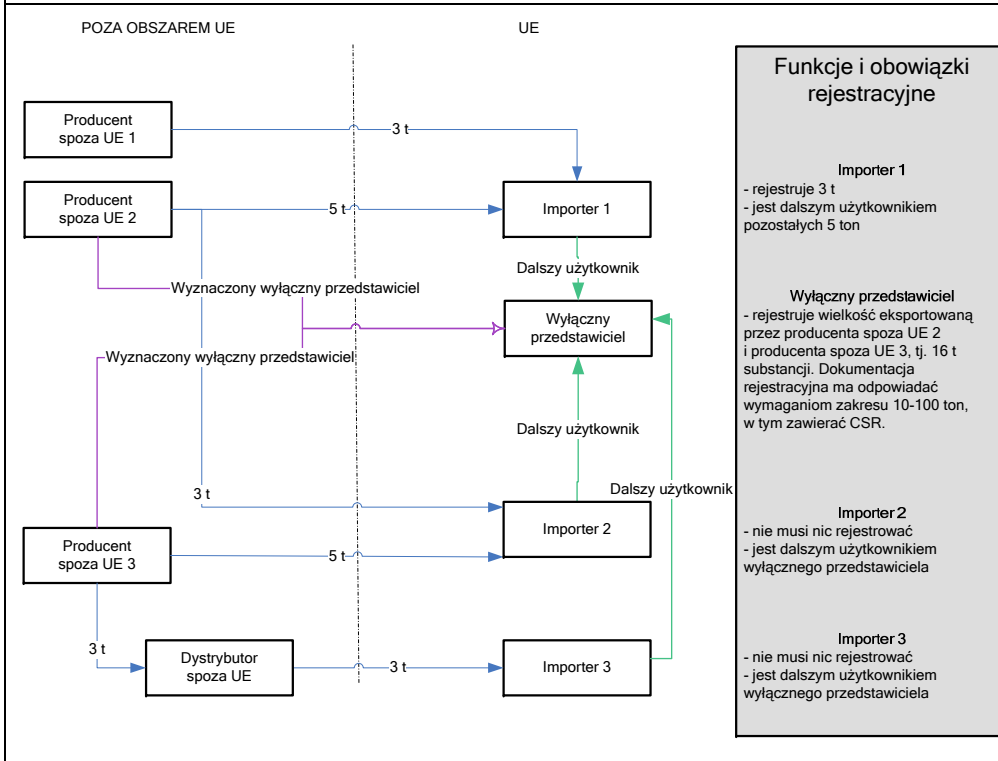 POZA OBSZAREM UE
UE
Producent
spoza UE 1
3 t
Producent
spoza UE 2
5 t
Importer 1
Dalszy użytkownik
Wyznaczony wyłączny przedstawiciel
Wyłączny
przedstawiciel
Wyznaczony wyłączny przedstawiciel
Dalszy użytkownik
Dalszy użytkownik
3 t
Importer 2
Producent
spoza UE 3
5 t
3 t
Dystrybutor
spoza UE
3 t
Importer 3
Funkcje i obowiązki
rejestracyjne
Importer 1
- rejestruje 3 t
- jest dalszym użytkownikiem
pozostałych 5 ton
Wyłączny przedstawiciel
- rejestruje wielkość eksportowaną
przez producenta spoza UE 2
i producenta spoza UE 3, tj. 16 t
substancji. Dokumentacja
rejestracyjna ma odpowiadać
wymaganiom zakresu 10-100 ton,
w tym zawierać CSR.
Importer 2
- nie musi nic rejestrować
- jest dalszym użytkownikiem
wyłącznego przedstawiciela
Importer 3
- nie musi nic rejestrować
- jest dalszym użytkownikiem
wyłącznego przedstawiciela